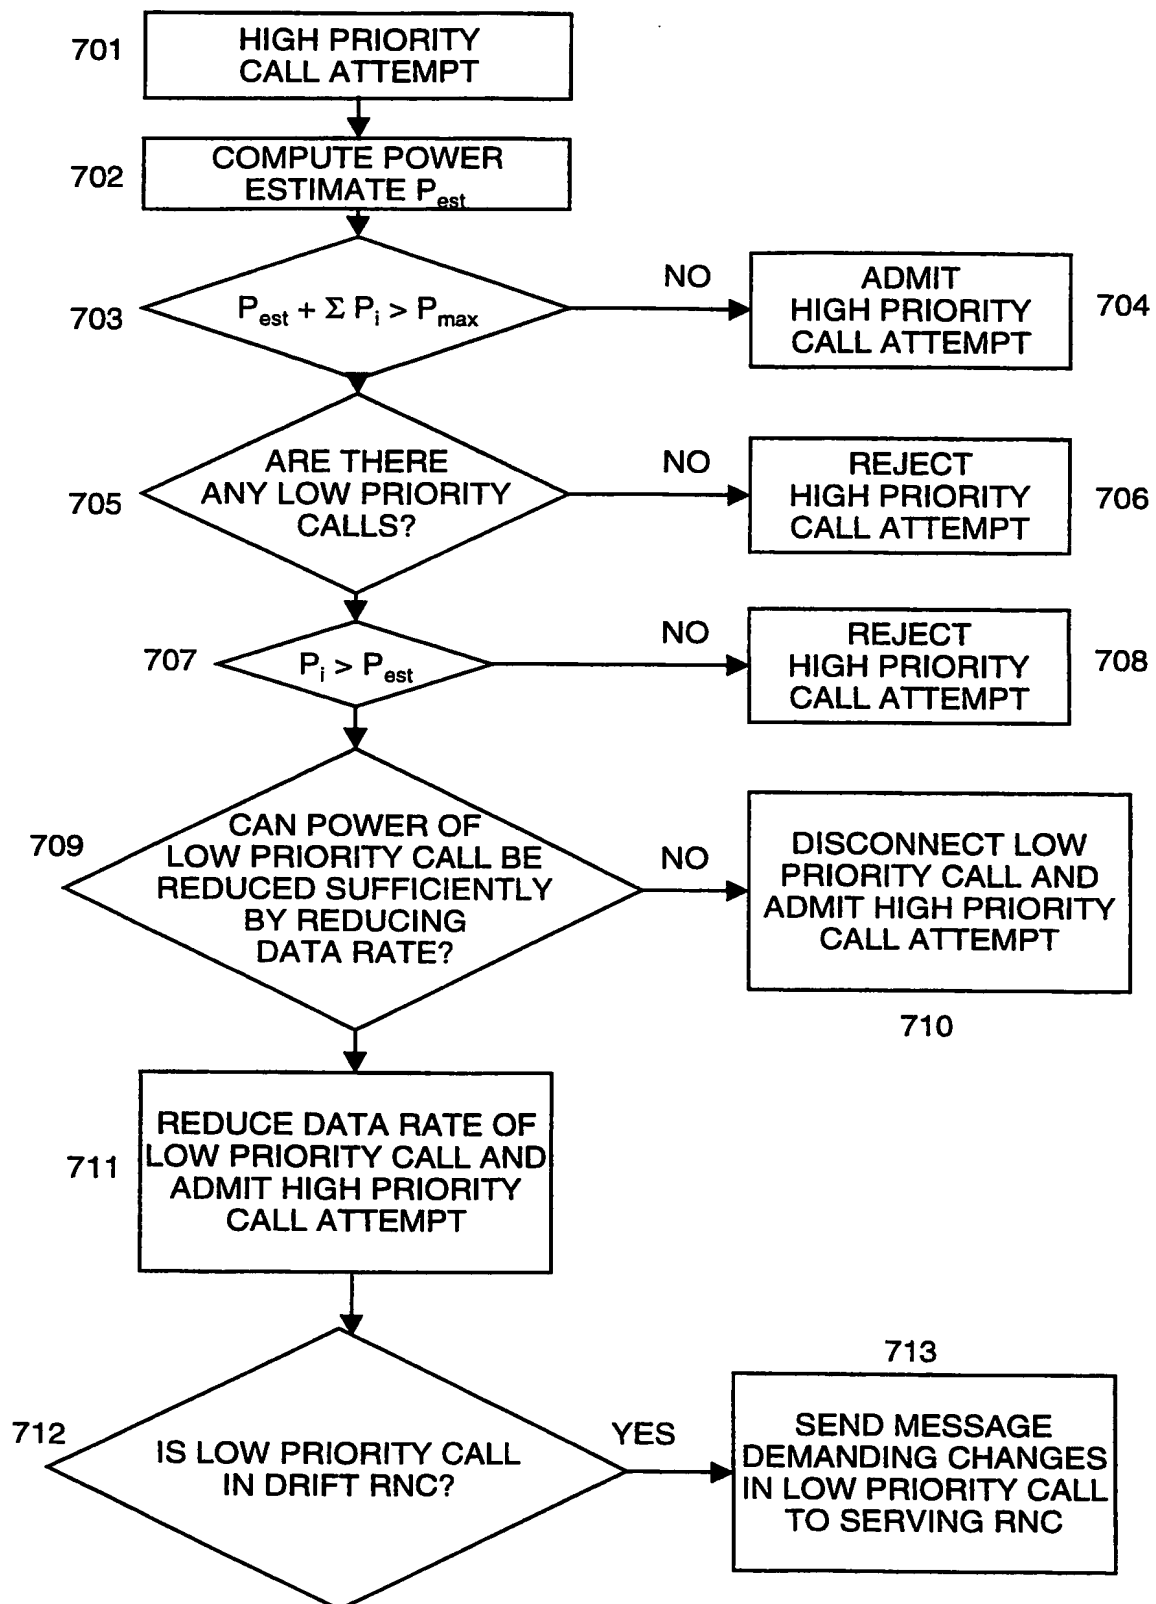 701
HIGH PRIORITY
CALL ATTEMPT
702
COMPUTE POWER
ESTIMATE Pest
703
Pest + Σ Pi > Pmax
NO
ADMIT
HIGH PRIORITY
CALL ATTEMPT
704
705
ARE THERE
ANY LOW PRIORITY
CALLS?
NO
REJECT
HIGH PRIORITY
CALL ATTEMPT
706
707
Pi > Pest
NO
REJECT
HIGH PRIORITY
CALL ATTEMPT
708
709
CAN POWER OF
LOW PRIORITY CALL BE
REDUCED SUFFICIENTLY
BY REDUCING
DATA RATE?
NO
DISCONNECT LOW
PRIORITY CALL AND
ADMIT HIGH PRIORITY
CALL ATTEMPT
710
711
REDUCE DATA RATE OF
LOW PRIORITY CALL AND
ADMIT HIGH PRIORITY
CALL ATTEMPT
712
IS LOW PRIORITY CALL
IN DRIFT RNC?
YES
713
SEND MESSAGE
DEMANDING CHANGES
IN LOW PRIORITY CALL
TO SERVING RNC